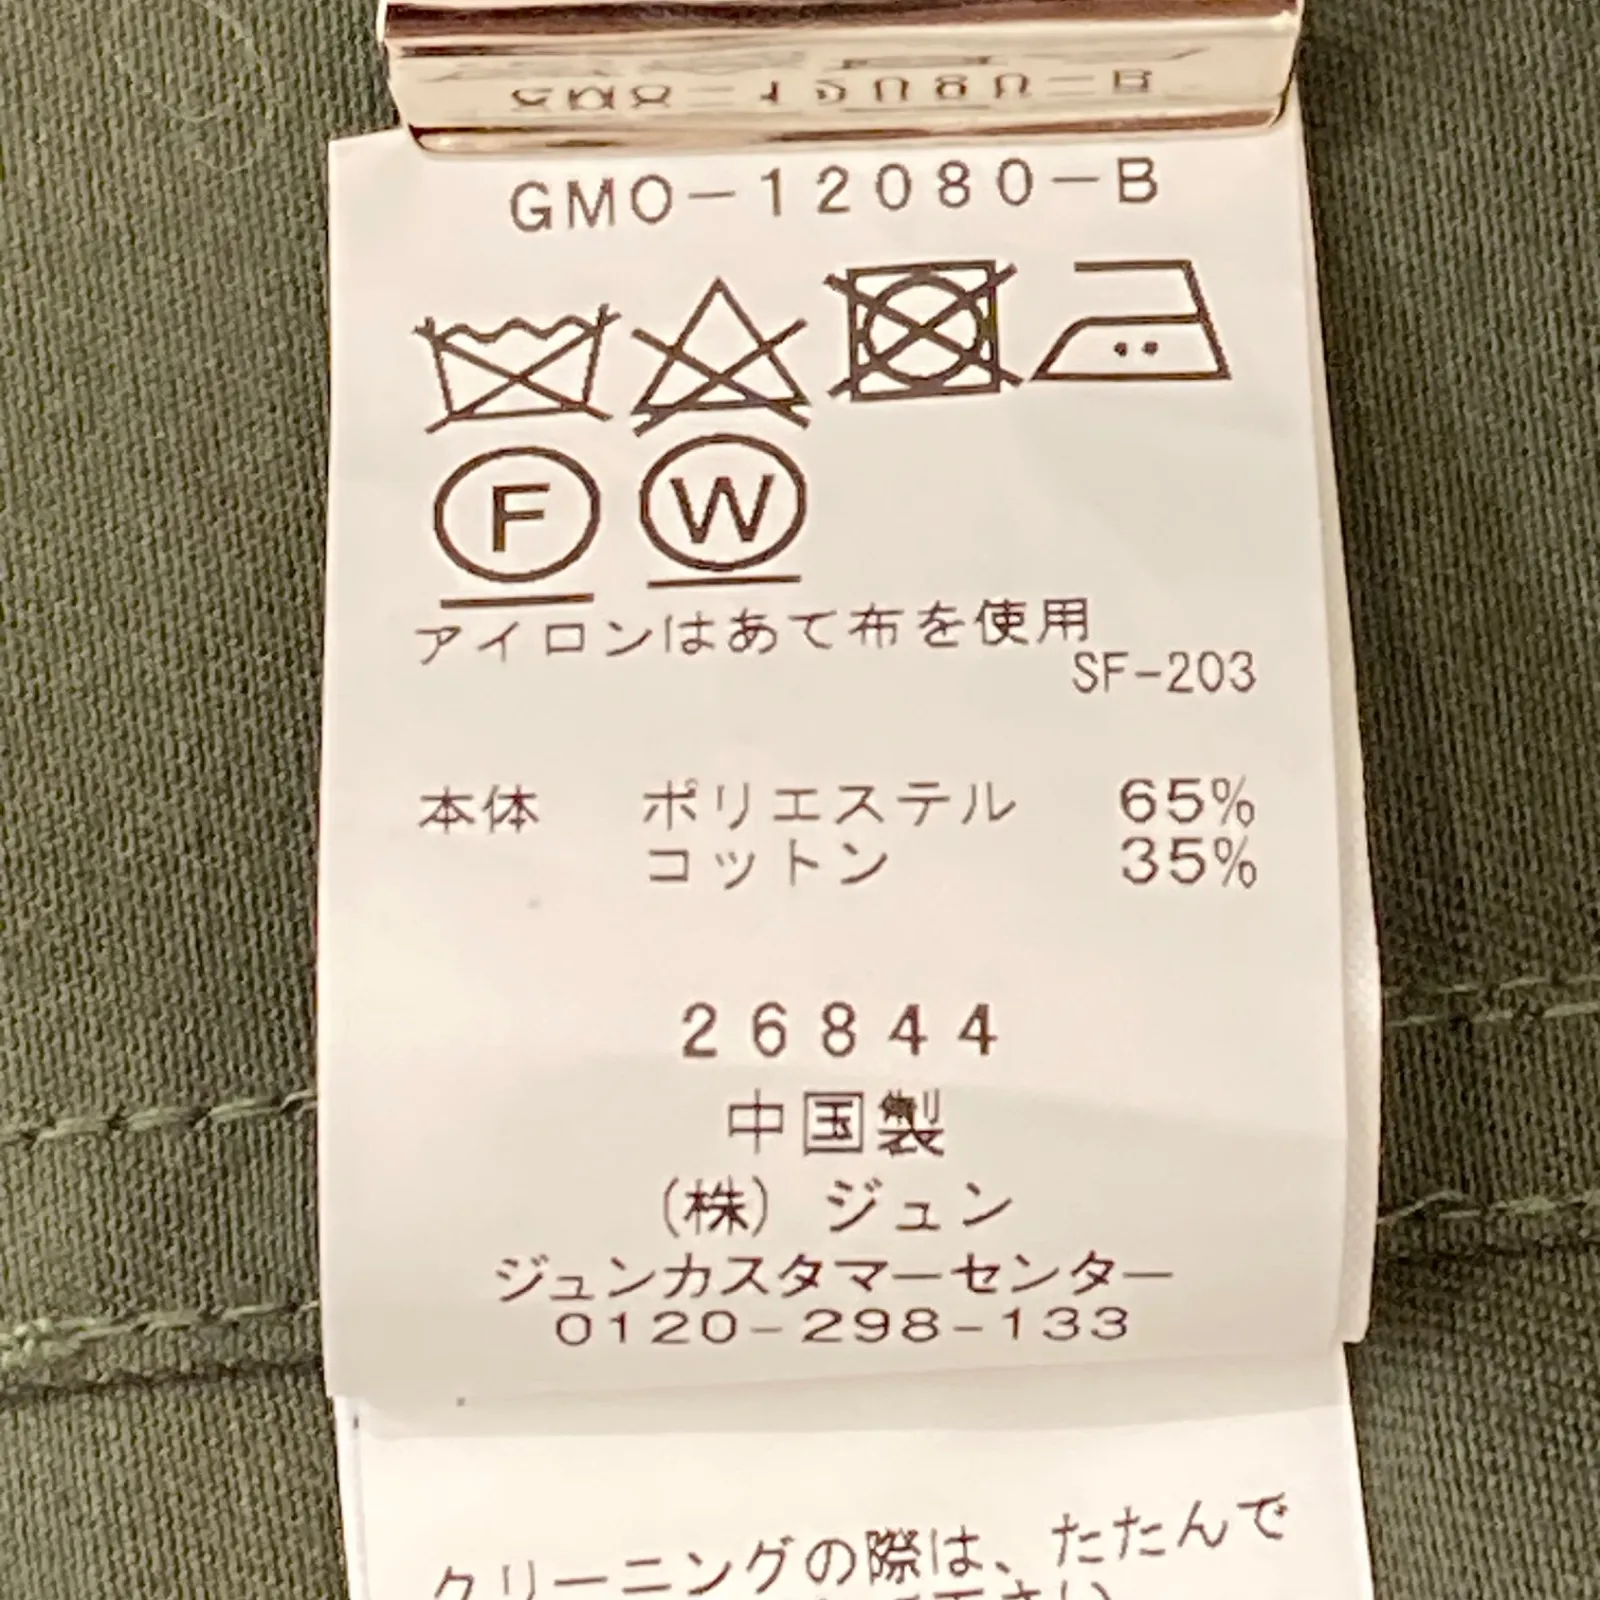 GMO-12080-B
F W
アイロンはあて布を使用
SF-203
本体 ポリエステル 65%
コットン 35%
26844
中国製
(株) ジュン
ジュンカスタマーセンター
0120-298-133
クリーニングの際は、たたんで